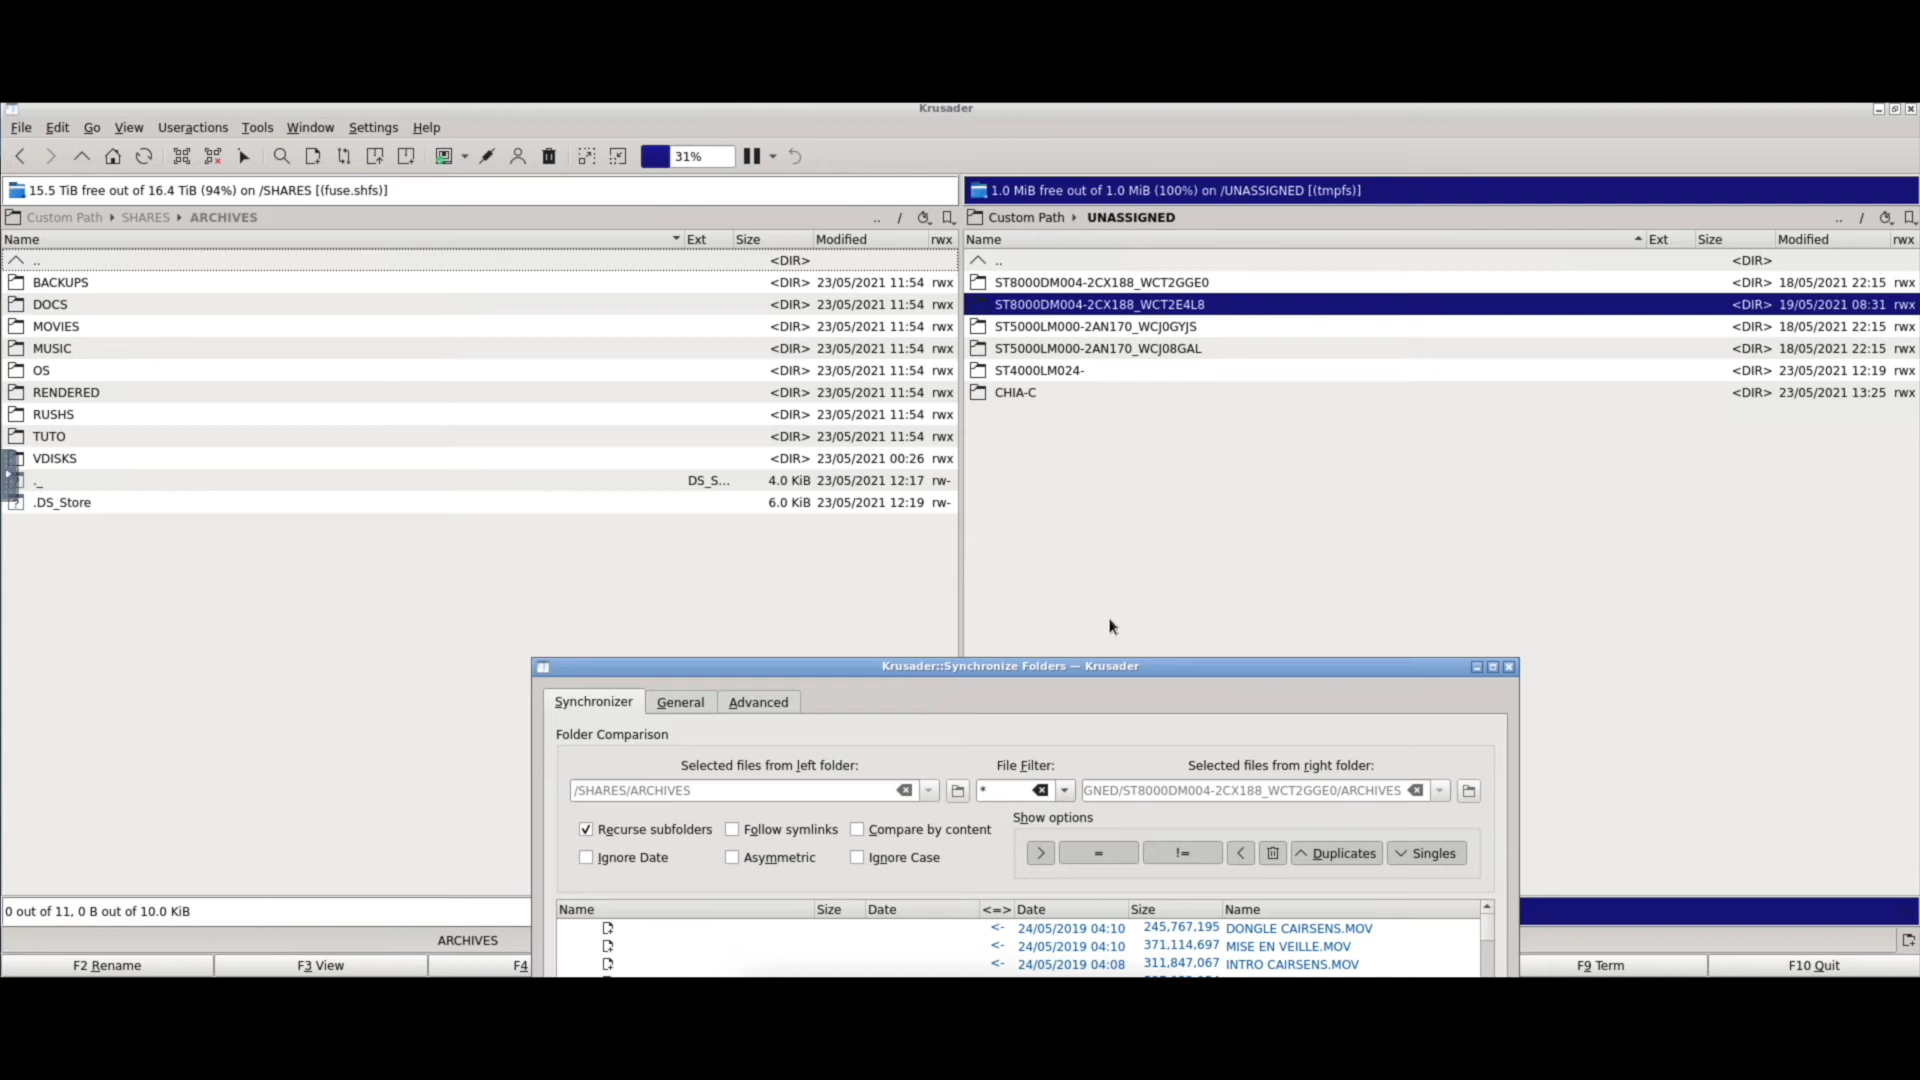 Krusader
File Edit Go View Useractions Tools Window Settings Help
31%
15.5 TiB free out of 16.4 TiB (94%) on /SHARES [(fuse.shfs)]
Custom Path SHARES ARCHIVES .. /
Name Ext Size Modified rwx
.. <DIR>
BACKUPS <DIR> 23/05/2021 11:54 rwx
DOCS <DIR> 23/05/2021 11:54 rwx
MOVIES <DIR> 23/05/2021 11:54 rwx
MUSIC <DIR> 23/05/2021 11:54 rwx
OS <DIR> 23/05/2021 11:54 rwx
RENDERED <DIR> 23/05/2021 11:54 rwx
RUSHS <DIR> 23/05/2021 11:54 rwx
TUTO <DIR> 23/05/2021 11:54 rwx
VDISKS <DIR> 23/05/2021 00:26 rwx
._ DS_S... 4.0 KiB 23/05/2021 12:17 rw-
.DS_Store 6.0 KiB 23/05/2021 12:19 rw-
0 out of 11, 0 B out of 10.0 KiB
ARCHIVES
1.0 MiB free out of 1.0 MiB (100%) on /UNASSIGNED [(tmpfs)]
Custom Path UNASSIGNED .. /
Name Ext Size Modified rwx
.. <DIR>
ST8000DM004-2CX188_WCT2GGE0 <DIR> 18/05/2021 22:15 rwx
ST8000DM004-2CX188_WCT2E4L8 <DIR> 19/05/2021 08:31 rwx
ST5000LM000-2AN170_WCJ0GYJS <DIR> 18/05/2021 22:15 rwx
ST5000LM000-2AN170_WCJ08GAL <DIR> 18/05/2021 22:15 rwx
ST4000LM024- <DIR> 23/05/2021 12:19 rwx
CHIA-C <DIR> 23/05/2021 13:25 rwx
Krusader::Synchronize Folders — Krusader
Synchronizer General Advanced
Folder Comparison
Selected files from left folder: File Filter: Selected files from right folder:
/SHARES/ARCHIVES * GNED/ST8000DM004-2CX188_WCT2GGE0/ARCHIVES
Recurse subfolders Follow symlinks Compare by content
Ignore Date Asymmetric Ignore Case
Show options
> = != < Duplicates Singles
Name Size Date <=> Date Size Name
<- 24/05/2019 04:10 245,767,195 DONGLE CAIRSENS.MOV
<- 24/05/2019 04:10 371,114,697 MISE EN VEILLE.MOV
<- 24/05/2019 04:08 311,847,067 INTRO CAIRSENS.MOV
F2 Rename F3 View F4 F9 Term F10 Quit